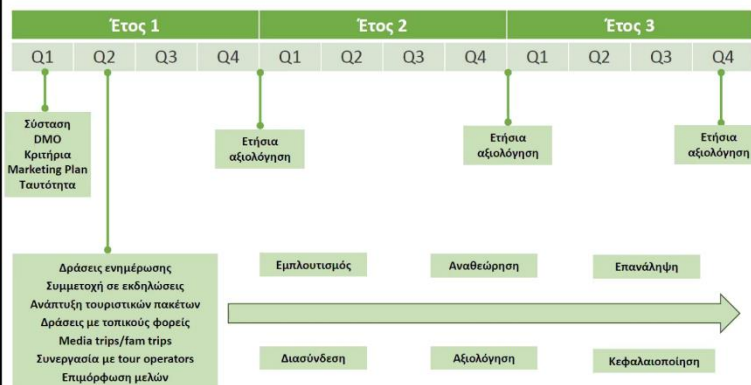 Έτος 1 Έτος 2 Έτος 3
Q1 Q2 Q3 Q4 Q1 Q2 Q3 Q4 Q1 Q2 Q3 Q4
Σύσταση
DMO
Κριτήρια
Marketing Plan
Ταυτότητα
Ετήσια
αξιολόγηση
Ετήσια
αξιολόγηση
Ετήσια
αξιολόγηση
Δράσεις ενημέρωσης
Συμμετοχή σε εκδηλώσεις
Ανάπτυξη τουριστικών πακέτων
Δράσεις με τοπικούς φορείς
Media trips/fam trips
Συνεργασία με tour operators
Επιμόρφωση μελών
Εμπλουτισμός
Αναθεώρηση
Επανάληψη
Διασύνδεση
Αξιολόγηση
Κεφαλαιοποίηση